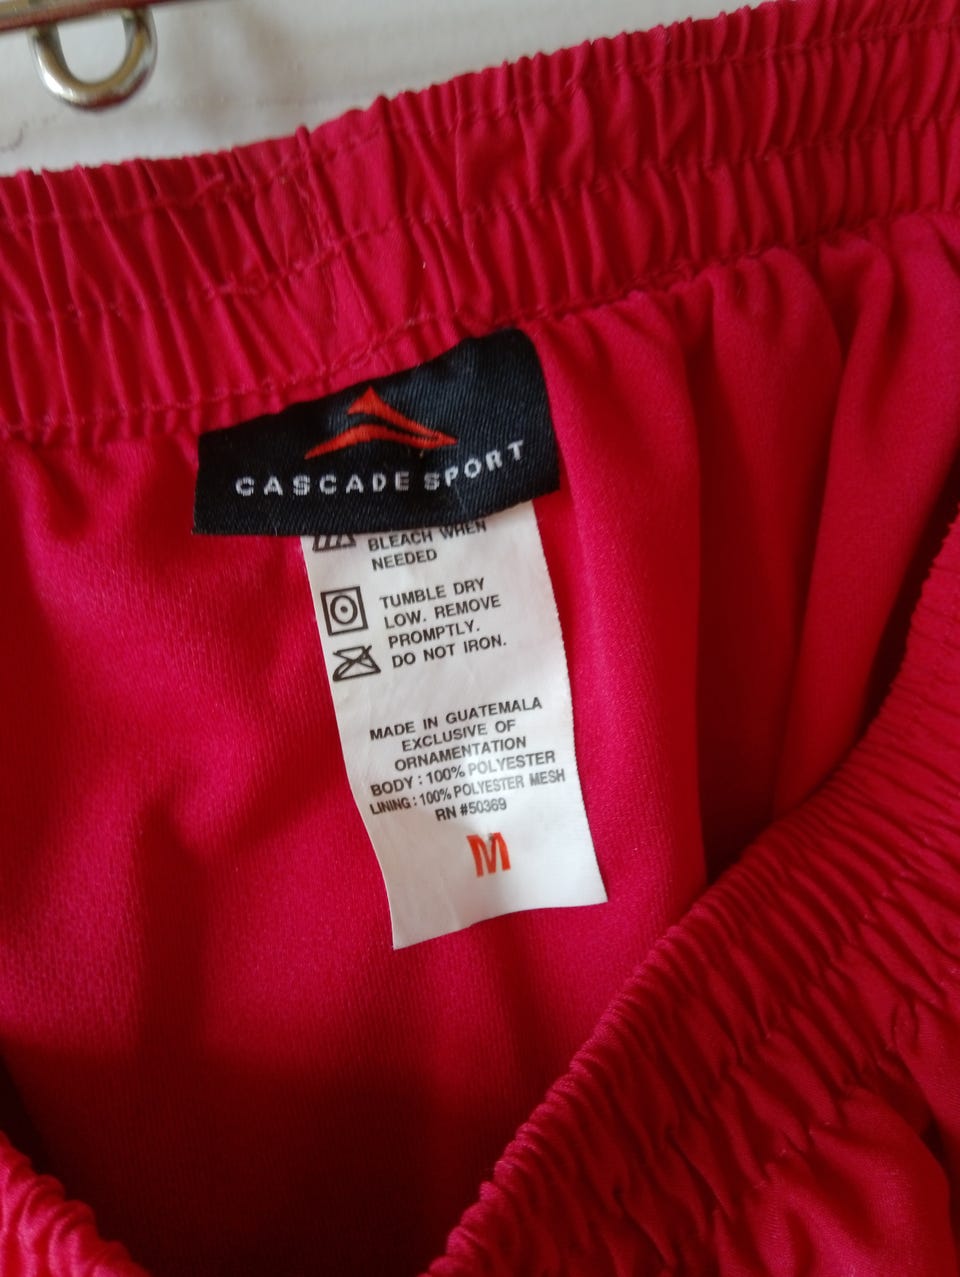 CASCADE SPORT
BLEACH WHEN
NEEDED
TUMBLE DRY
LOW. REMOVE
PROMPTLY.
DO NOT IRON.
MADE IN GUATEMALA
EXCLUSIVE OF
ORNAMENTATION
BODY : 100% POLYESTER
LINING : 100% POLYESTER MESH
RN #50369
M